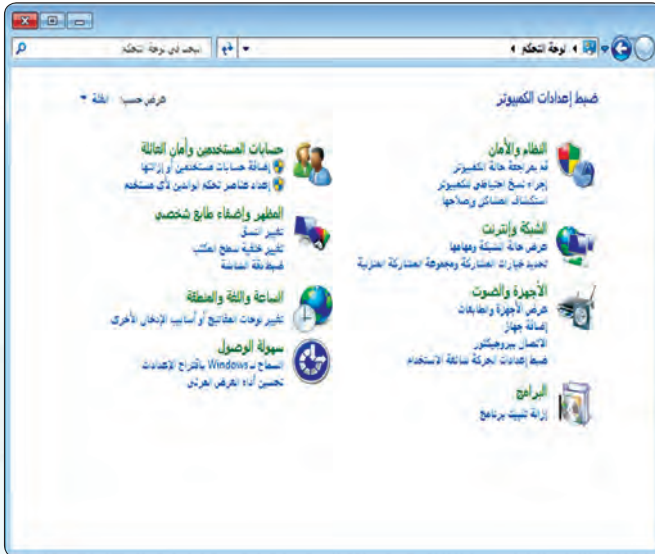 لوحة التحكم
ابحث في لوحة التحكم
ضبط إعدادات الكمبيوتر
عرض حسب: الفئة
النظام والأمان
قم بمراجعة حالة الكمبيوتر
إجراء نسخ احتياطي للكمبيوتر
استكشاف المشاكل وإصلاحها
الشبكة وإنترنت
عرض حالة الشبكة ومهامها
تحديد خيارات المشاركة ومجموعة المشاركة المنزلية
الأجهزة والصوت
عرض الأجهزة والطابعات
إضافة جهاز
الاتصال ببروجيكتور
ضبط إعدادات الحركة شائعة الاستخدام
البرامج
إزالة تثبيت برنامج
حسابات المستخدمين وأمان العائلة
إضافة حسابات مستخدمين أو إزالتها
إعداد عناصر تحكم الوالدين لأي مستخدم
المظهر وإضفاء طابع شخصي
تغيير النسق
تغيير خلفية سطح المكتب
ضبط دقة الشاشة
الساعة واللغة والمنطقة
تغيير لوحات المفاتيح أو أساليب الإدخال الأخرى
سهولة الوصول
السماح لـ Windows باقتراح الإعدادات
تحسين أداء العرض المرئي